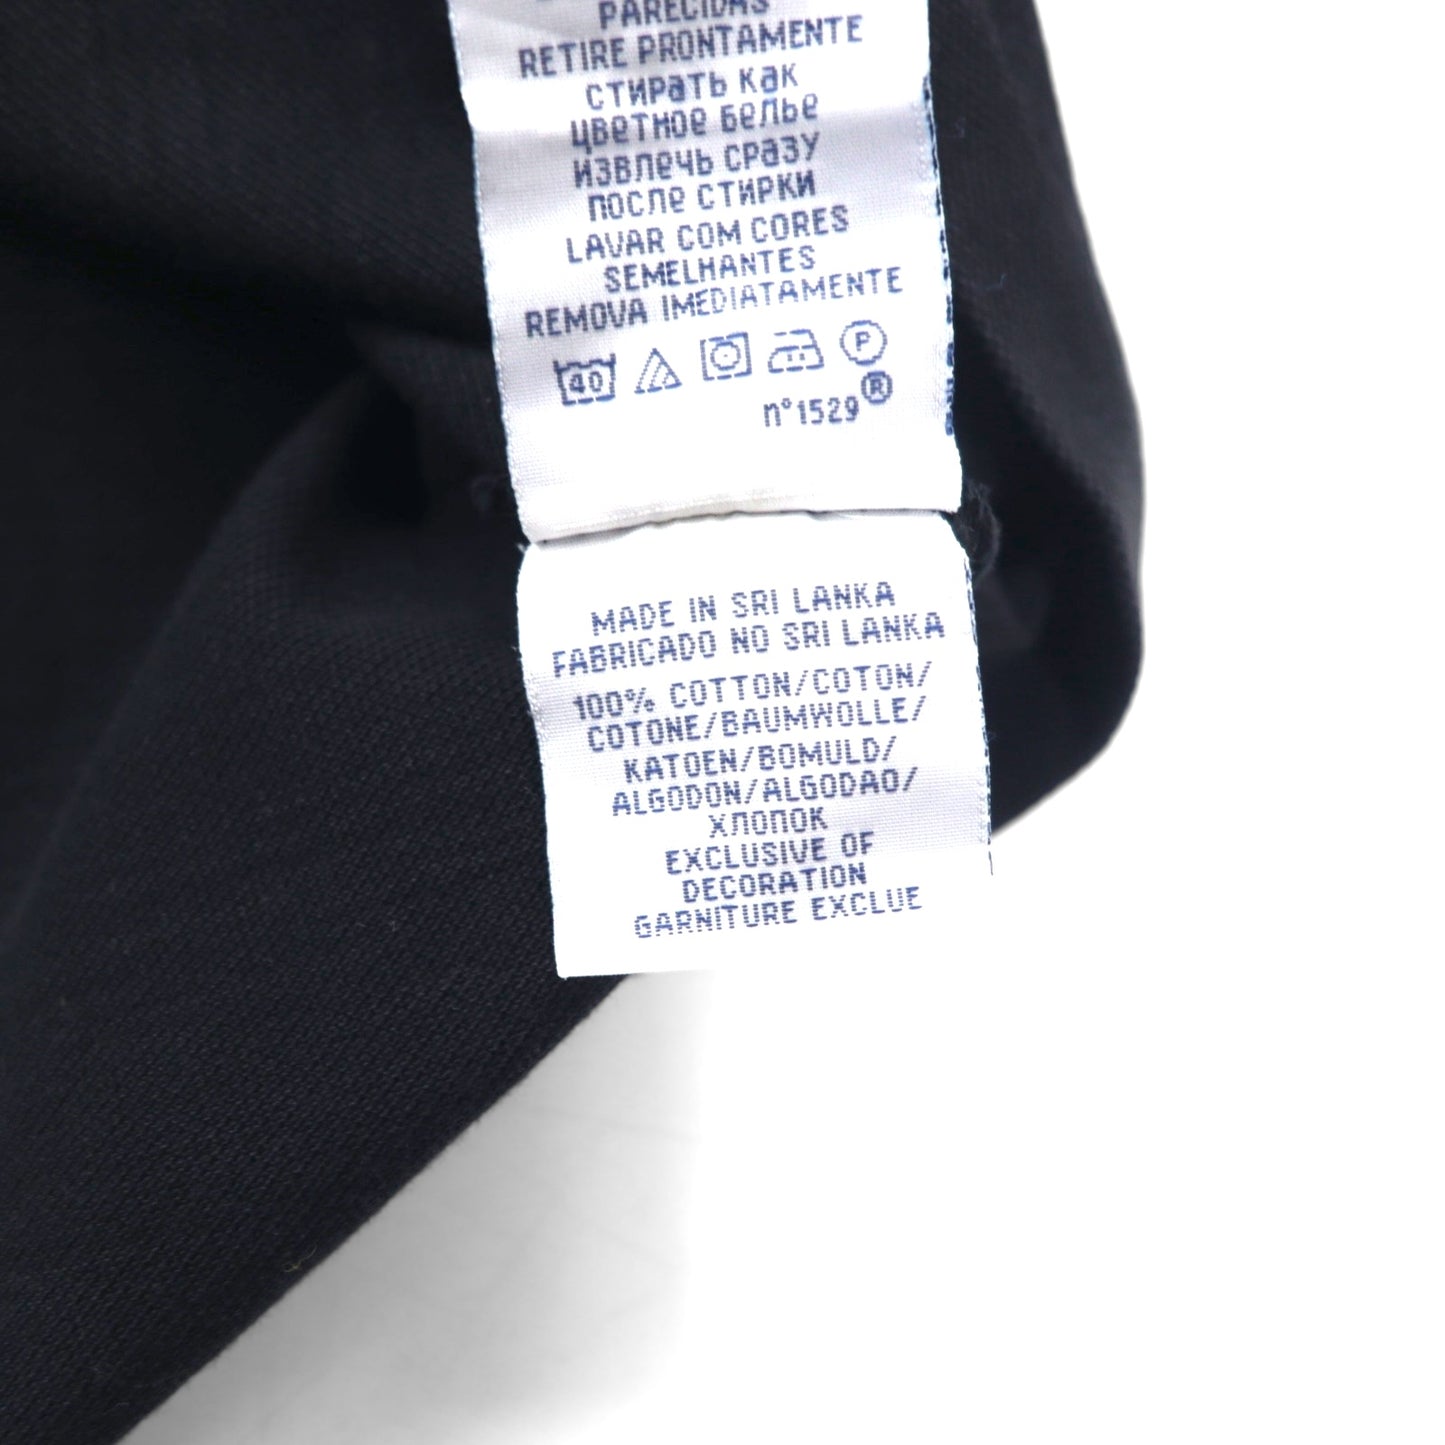 PARECIDAS
RETIRE PRONTAMENTE
СТИРАТЬ КАК
ЦВЕТНОЕ БЕЛЬЕ
ИЗВЛЕЧЬ СРАЗУ
ПОСЛЕ СТИРКИ
LAVAR COM CORES
SEMELHANTES
REMOVA IMEDIATAMENTE
40 P
n°1529 ®
MADE IN SRI LANKA
FABRICADO NO SRI LANKA
100% COTTON/COTON/
COTONE/BAUMWOLLE/
KATOEN/BOMULD/
ALGODON/ALGODAO/
ХЛОПОК
EXCLUSIVE OF
DECORATION
GARNITURE EXCLUE